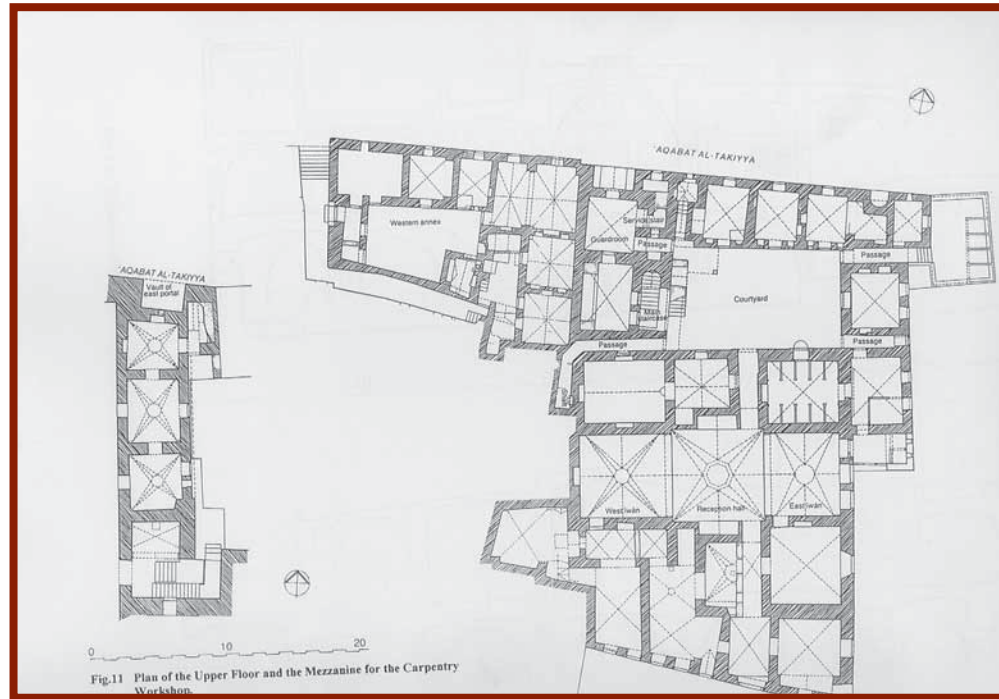 'AQABAT AL-TAKIYYA
Western annex
Guardroom
Service stair
Passage
Main staircase
Passage
Courtyard
Passage
Passage
'AQABAT AL-TAKIYYA
Vault of
east portal
West Iwan
Reception hall
East Iwan
0 10 20
Fig.11 Plan of the Upper Floor and the Mezzanine for the Carpentry
Workshop.